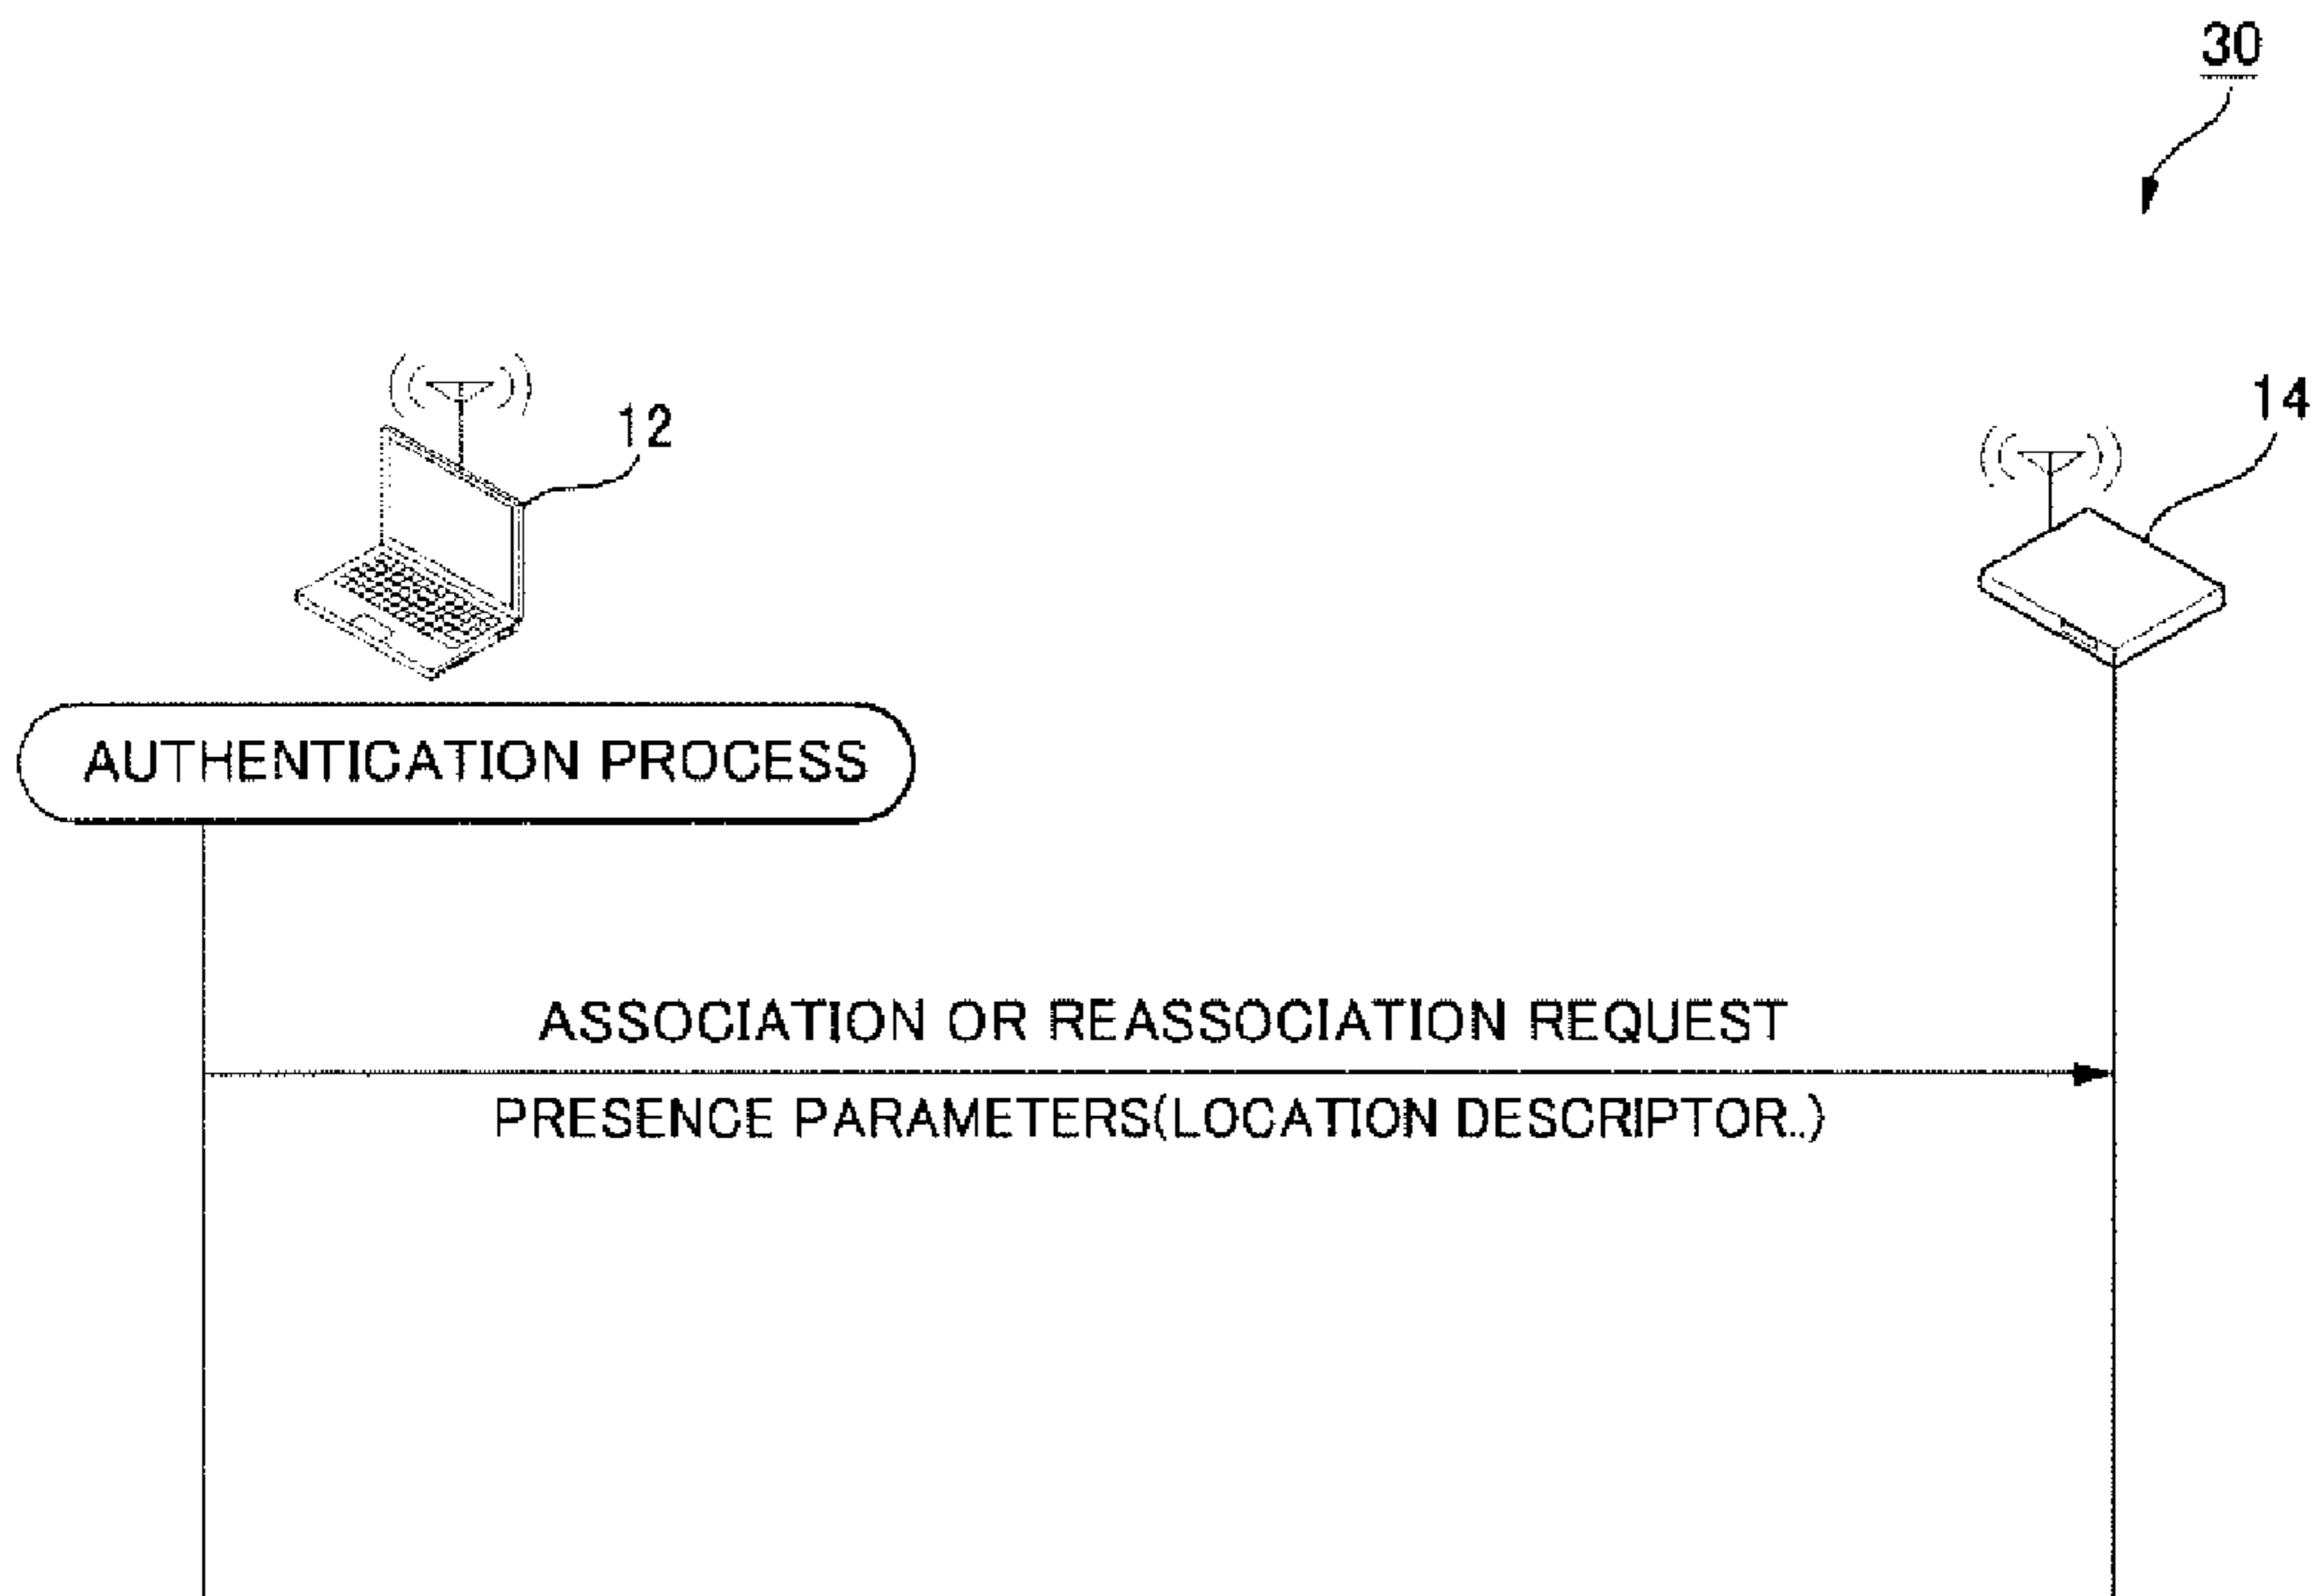 30
12
14
AUTHENTICATION PROCESS
ASSOCIATION OR REASSOCIATION REQUEST
PRESENCE PARAMETERS(LOCATION DESCRIPTOR..)